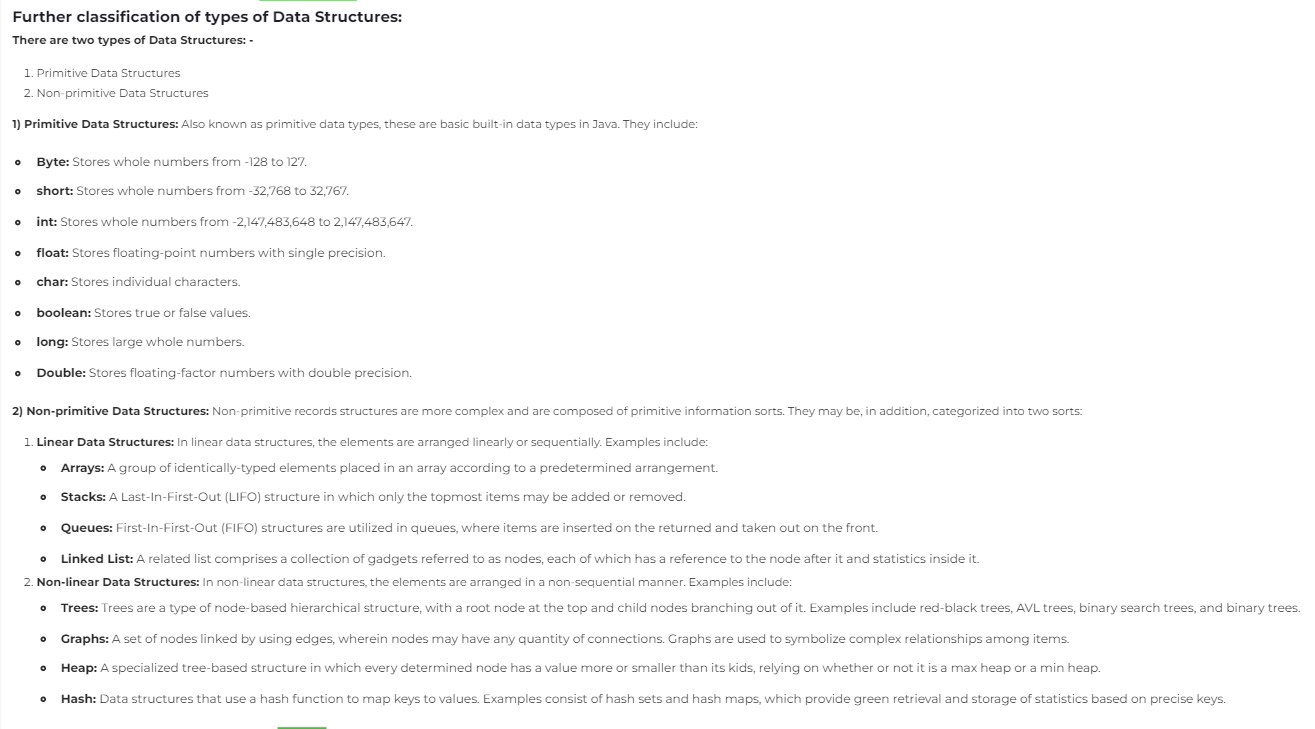 Further classification of types of Data Structures:
There are two types of Data Structures: -
1. Primitive Data Structures
2. Non-primitive Data Structures
1) Primitive Data Structures: Also known as primitive data types, these are basic built-in data types in Java. They include:
Byte: Stores whole numbers from -128 to 127.
short: Stores whole numbers from -32,768 to 32,767.
int: Stores whole numbers from -2,147,483,648 to 2,147,483,647.
float: Stores floating-point numbers with single precision.
char: Stores individual characters.
boolean: Stores true or false values.
long: Stores large whole numbers.
Double: Stores floating-factor numbers with double precision.
2) Non-primitive Data Structures: Non-primitive records structures are more complex and are composed of primitive information sorts. They may be, in addition, categorized into two sorts:
1. Linear Data Structures: In linear data structures, the elements are arranged linearly or sequentially. Examples include:
Arrays: A group of identically-typed elements placed in an array according to a predetermined arrangement.
Stacks: A Last-In-First-Out (LIFO) structure in which only the topmost items may be added or removed.
Queues: First-In-First-Out (FIFO) structures are utilized in queues, where items are inserted on the returned and taken out on the front.
Linked List: A related list comprises a collection of gadgets referred to as nodes, each of which has a reference to the node after it and statistics inside it.
2. Non-linear Data Structures: In non-linear data structures, the elements are arranged in a non-sequential manner. Examples include:
Trees: Trees are a type of node-based hierarchical structure, with a root node at the top and child nodes branching out of it. Examples include red-black trees, AVL trees, binary search trees, and binary trees.
Graphs: A set of nodes linked by using edges, wherein nodes may have any quantity of connections. Graphs are used to symbolize complex relationships among items.
Heap: A specialized tree-based structure in which every determined node has a value more or smaller than its kids, relying on whether or not it is a max heap or a min heap.
Hash: Data structures that use a hash function to map keys to values. Examples consist of hash sets and hash maps, which provide green retrieval and storage of statistics based on precise keys.